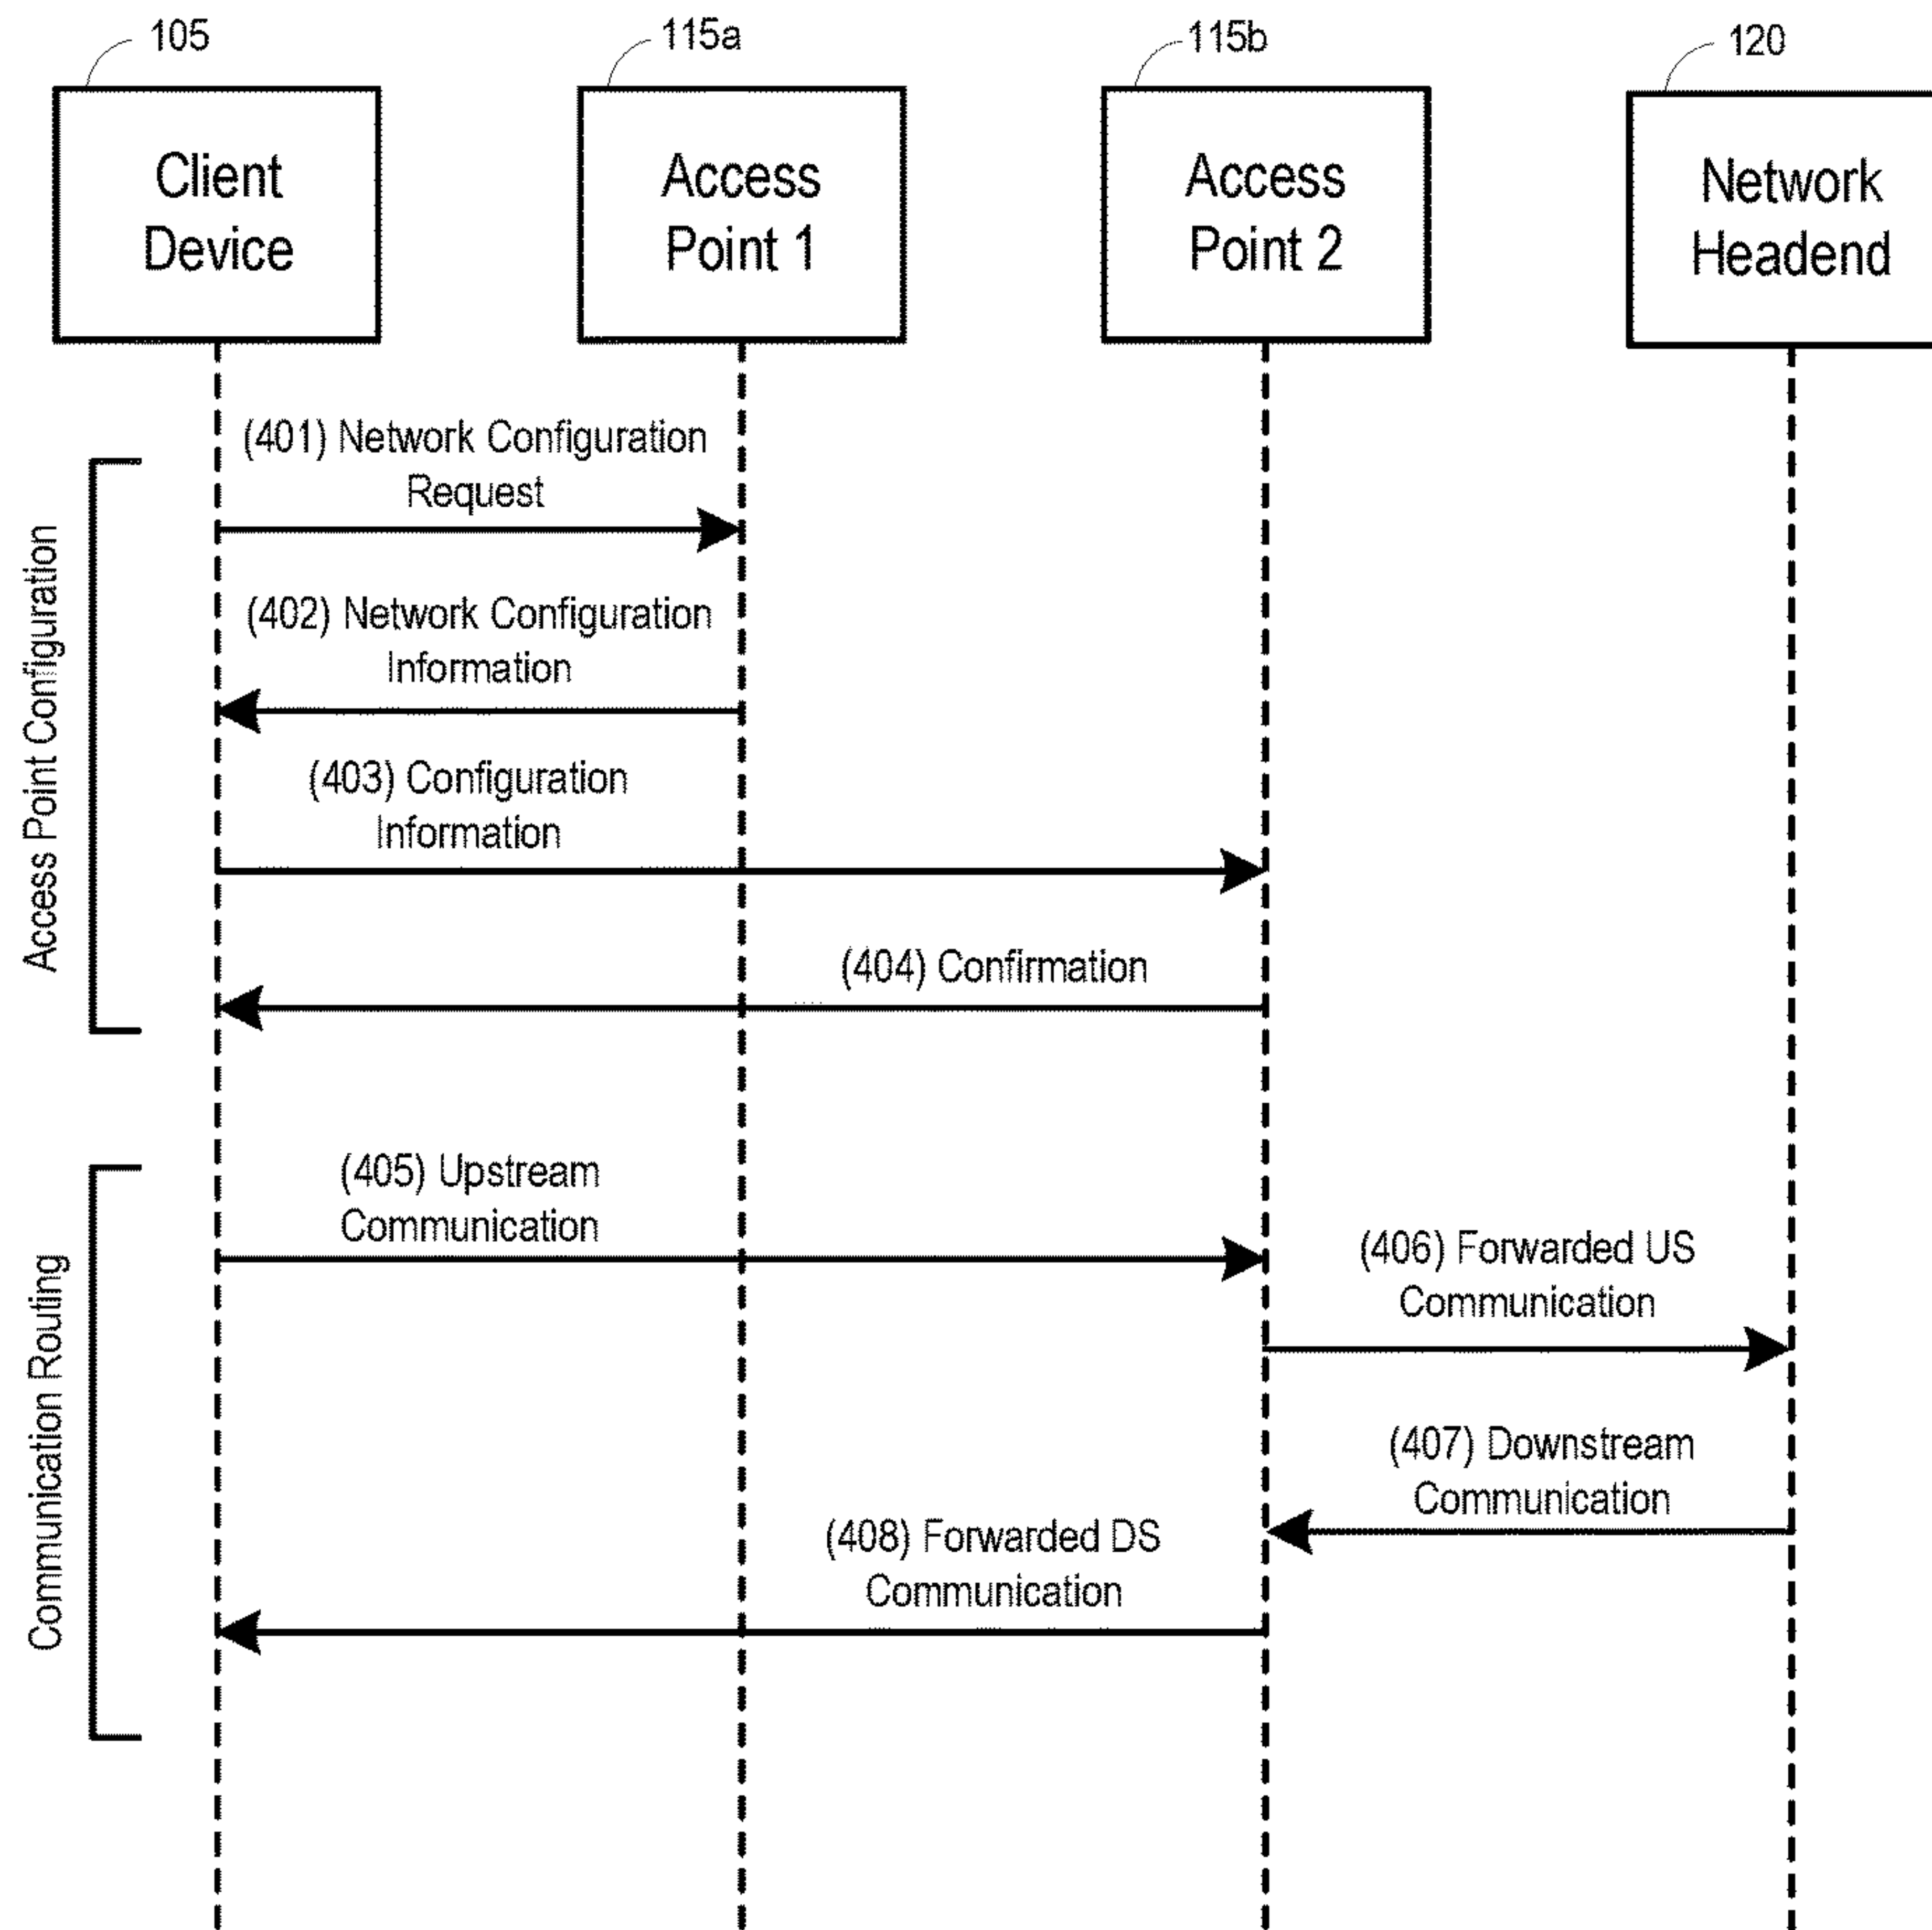 105
115a
115b
120
Client
Device
Access
Point 1
Access
Point 2
Network
Headend
Access Point Configuration
(401) Network Configuration
Request
(402) Network Configuration
Information
(403) Configuration
Information
(404) Confirmation
Communication Routing
(405) Upstream
Communication
(406) Forwarded US
Communication
(407) Downstream
Communication
(408) Forwarded DS
Communication